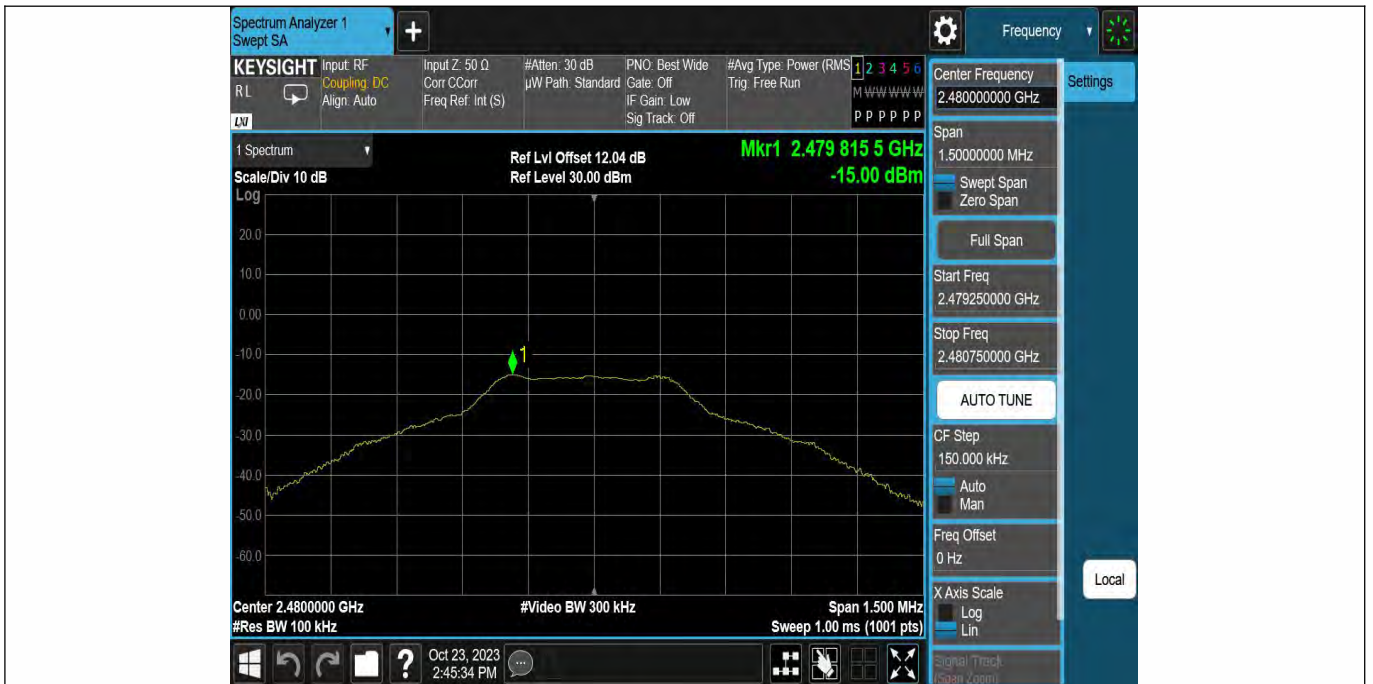 Spectrum Analyzer 1
Swept SA
+
Frequency
KEYSIGHT
RL
LXI
Input: RF
Coupling: DC
Align: Auto
Input Z: 50 Ω
Corr CCorr
Freq Ref: Int (S)
#Atten: 30 dB
µW Path: Standard
PNO: Best Wide
Gate: Off
IF Gain: Low
Sig Track: Off
#Avg Type: Power (RMS
Trig: Free Run
1 2 3 4 5 6
M W W W W W
P P P P P P
1 Spectrum
Scale/Div 10 dB
Ref Lvl Offset 12.04 dB
Ref Level 30.00 dBm
Mkr1 2.479 815 5 GHz
-15.00 dBm
Log
20.0
10.0
0.00
-10.0
-20.0
-30.0
-40.0
-50.0
-60.0
1
Center 2.4800000 GHz
#Res BW 100 kHz
#Video BW 300 kHz
Span 1.500 MHz
Sweep 1.00 ms (1001 pts)
Oct 23, 2023
2:45:34 PM
?
Center Frequency
2.480000000 GHz
Settings
Span
1.50000000 MHz
Swept Span
Zero Span
Full Span
Start Freq
2.479250000 GHz
Stop Freq
2.480750000 GHz
AUTO TUNE
CF Step
150.000 kHz
Auto
Man
Freq Offset
0 Hz
X Axis Scale
Log
Lin
Signal Track
(Span Zoom)
Local